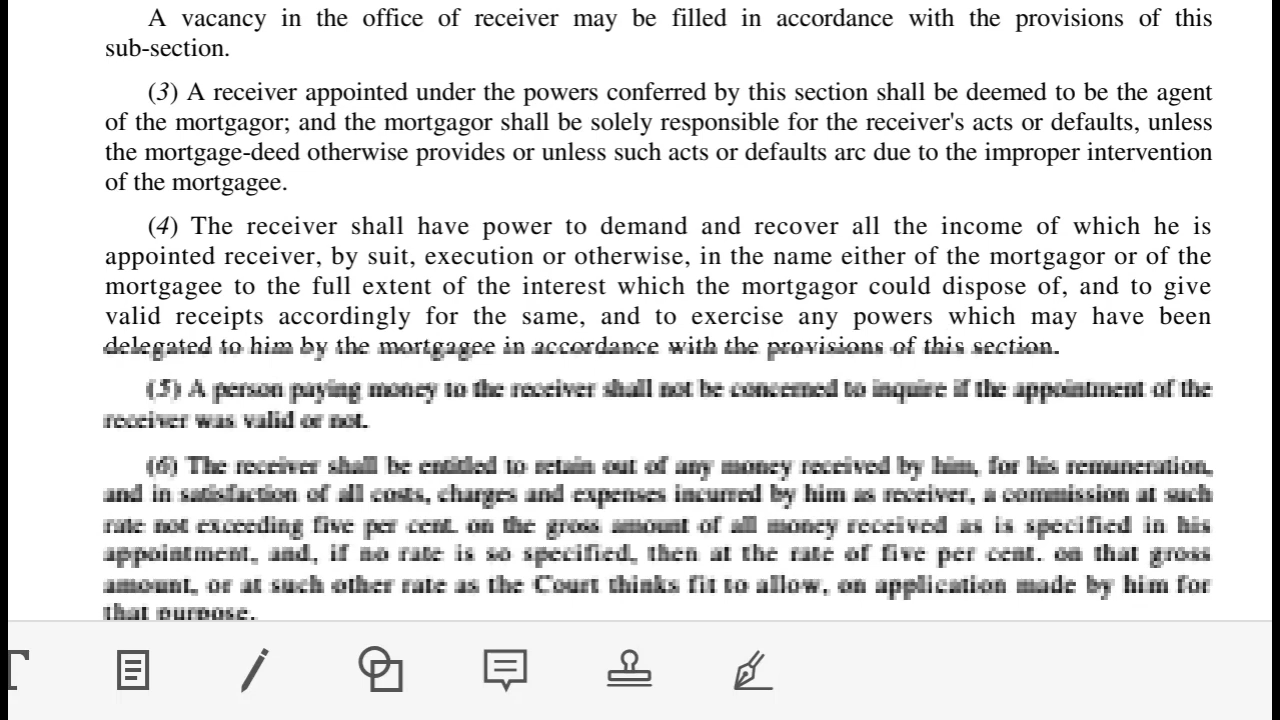 A vacancy in the office of receiver may be filled in accordance with the provisions of this
sub-section.
(3) A receiver appointed under the powers conferred by this section shall be deemed to be the agent
of the mortgagor; and the mortgagor shall be solely responsible for the receiver's acts or defaults, unless
the mortgage-deed otherwise provides or unless such acts or defaults arc due to the improper intervention
of the mortgagee.
(4) The receiver shall have power to demand and recover all the income of which he is
appointed receiver, by suit, execution or otherwise, in the name either of the mortgagor or of the
mortgagee to the full extent of the interest which the mortgagor could dispose of, and to give
valid receipts accordingly for the same, and to exercise any powers which may have been
delegated to him by the mortgagee in accordance with the provisions of this section.
(5) A person paying money to the receiver shall not be concerned to inquire if the appointment of the
receiver was valid or not.
(6) The receiver shall be entitled to retain out of any money received by him, for his remuneration,
and in satisfaction of all costs, charges and expenses incurred by him as receiver, a commission at such
rate not exceeding five per cent. on the gross amount of all money received as is specified in his
appointment, and, if no rate is so specified, then at the rate of five per cent. on that gross
amount, or at such other rate as the Court thinks fit to allow, on application made by him for
that purpose.
T